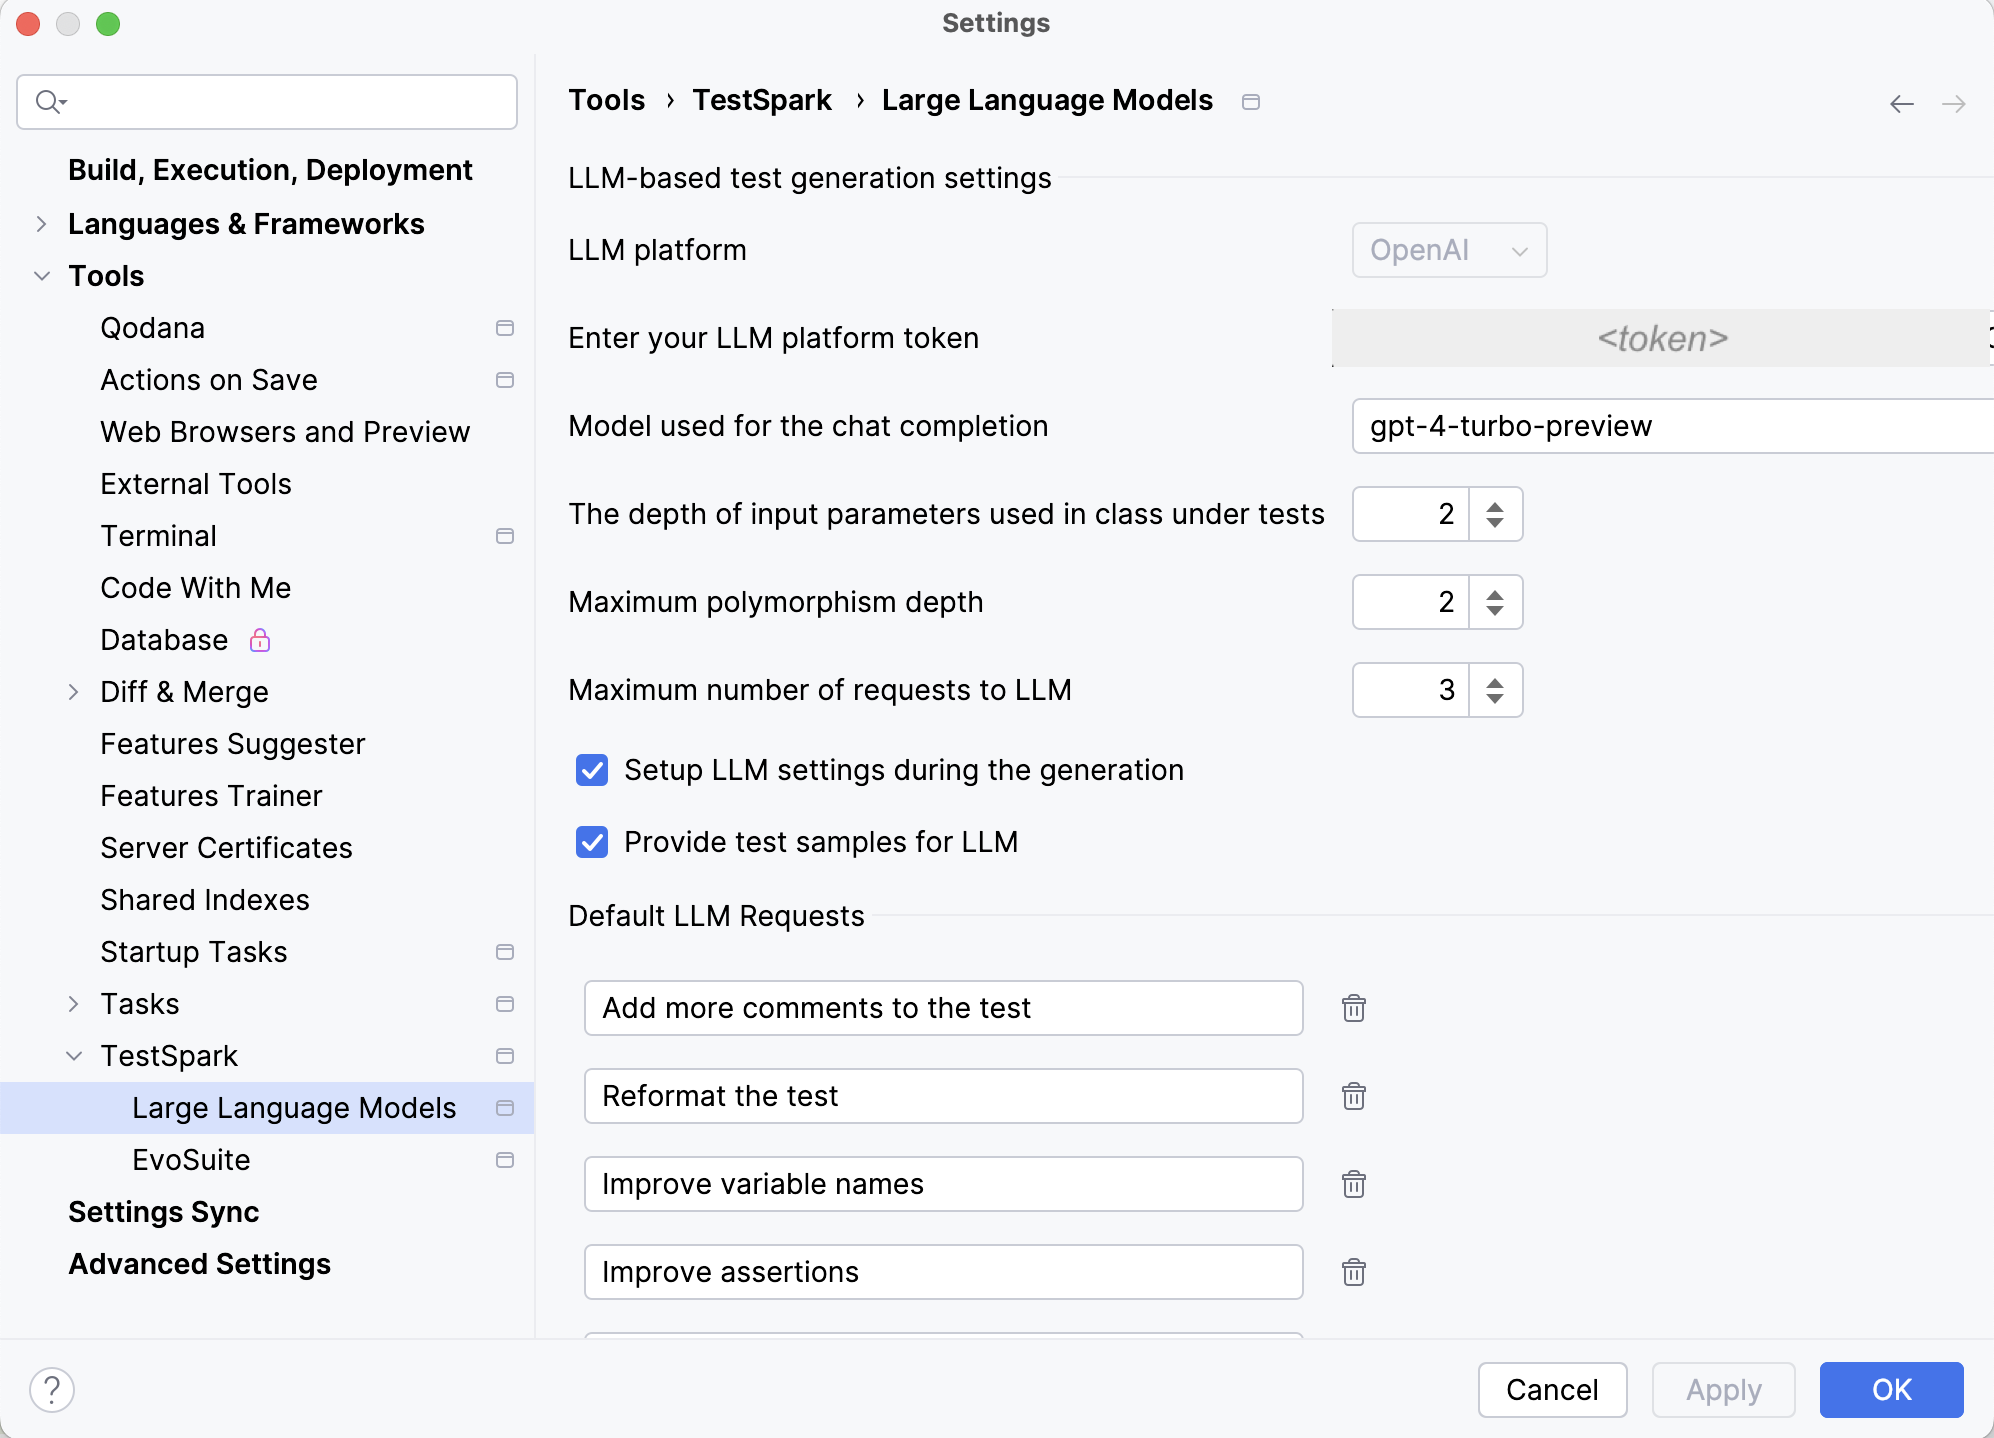 Settings
Build, Execution, Deployment
Languages & Frameworks
Tools
Qodana
Actions on Save
Web Browsers and Preview
External Tools
Terminal
Code With Me
Database
Diff & Merge
Features Suggester
Features Trainer
Server Certificates
Shared Indexes
Startup Tasks
Tasks
TestSpark
Large Language Models
EvoSuite
Settings Sync
Advanced Settings
Tools › TestSpark › Large Language Models
LLM-based test generation settings
LLM platform OpenAI
Enter your LLM platform token <token>
Model used for the chat completion gpt-4-turbo-preview
The depth of input parameters used in class under tests 2
Maximum polymorphism depth 2
Maximum number of requests to LLM 3
Setup LLM settings during the generation
Provide test samples for LLM
Default LLM Requests
Add more comments to the test
Reformat the test
Improve variable names
Improve assertions
? Cancel Apply OK